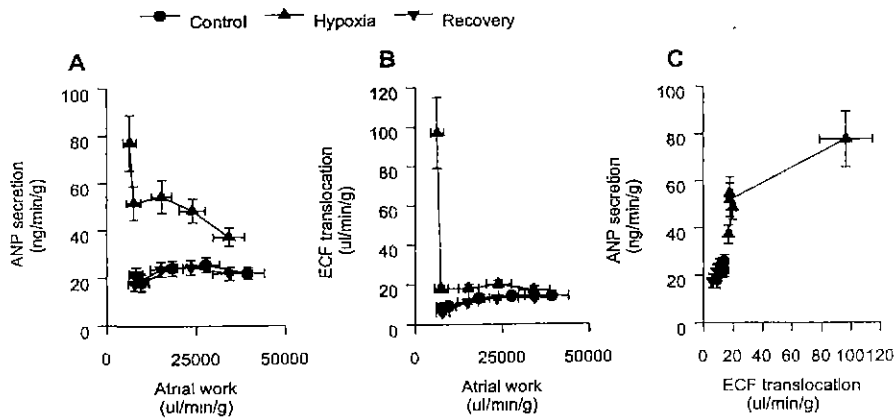 Control Hypoxia Recovery
A
100
80
60
40
20
0
ANP secretion
(ng/min/g)
0 25000 50000
Atrial work
(ul/min/g)
B
120
100
80
60
40
20
0
ECF translocation
(ul/min/g)
0 25000 50000
Atrial work
(ul/min/g)
C
100
80
60
40
20
0
ANP secretion
(ng/min/g)
0 20 40 60 80 100 120
ECF translocation
(ul/min/g)